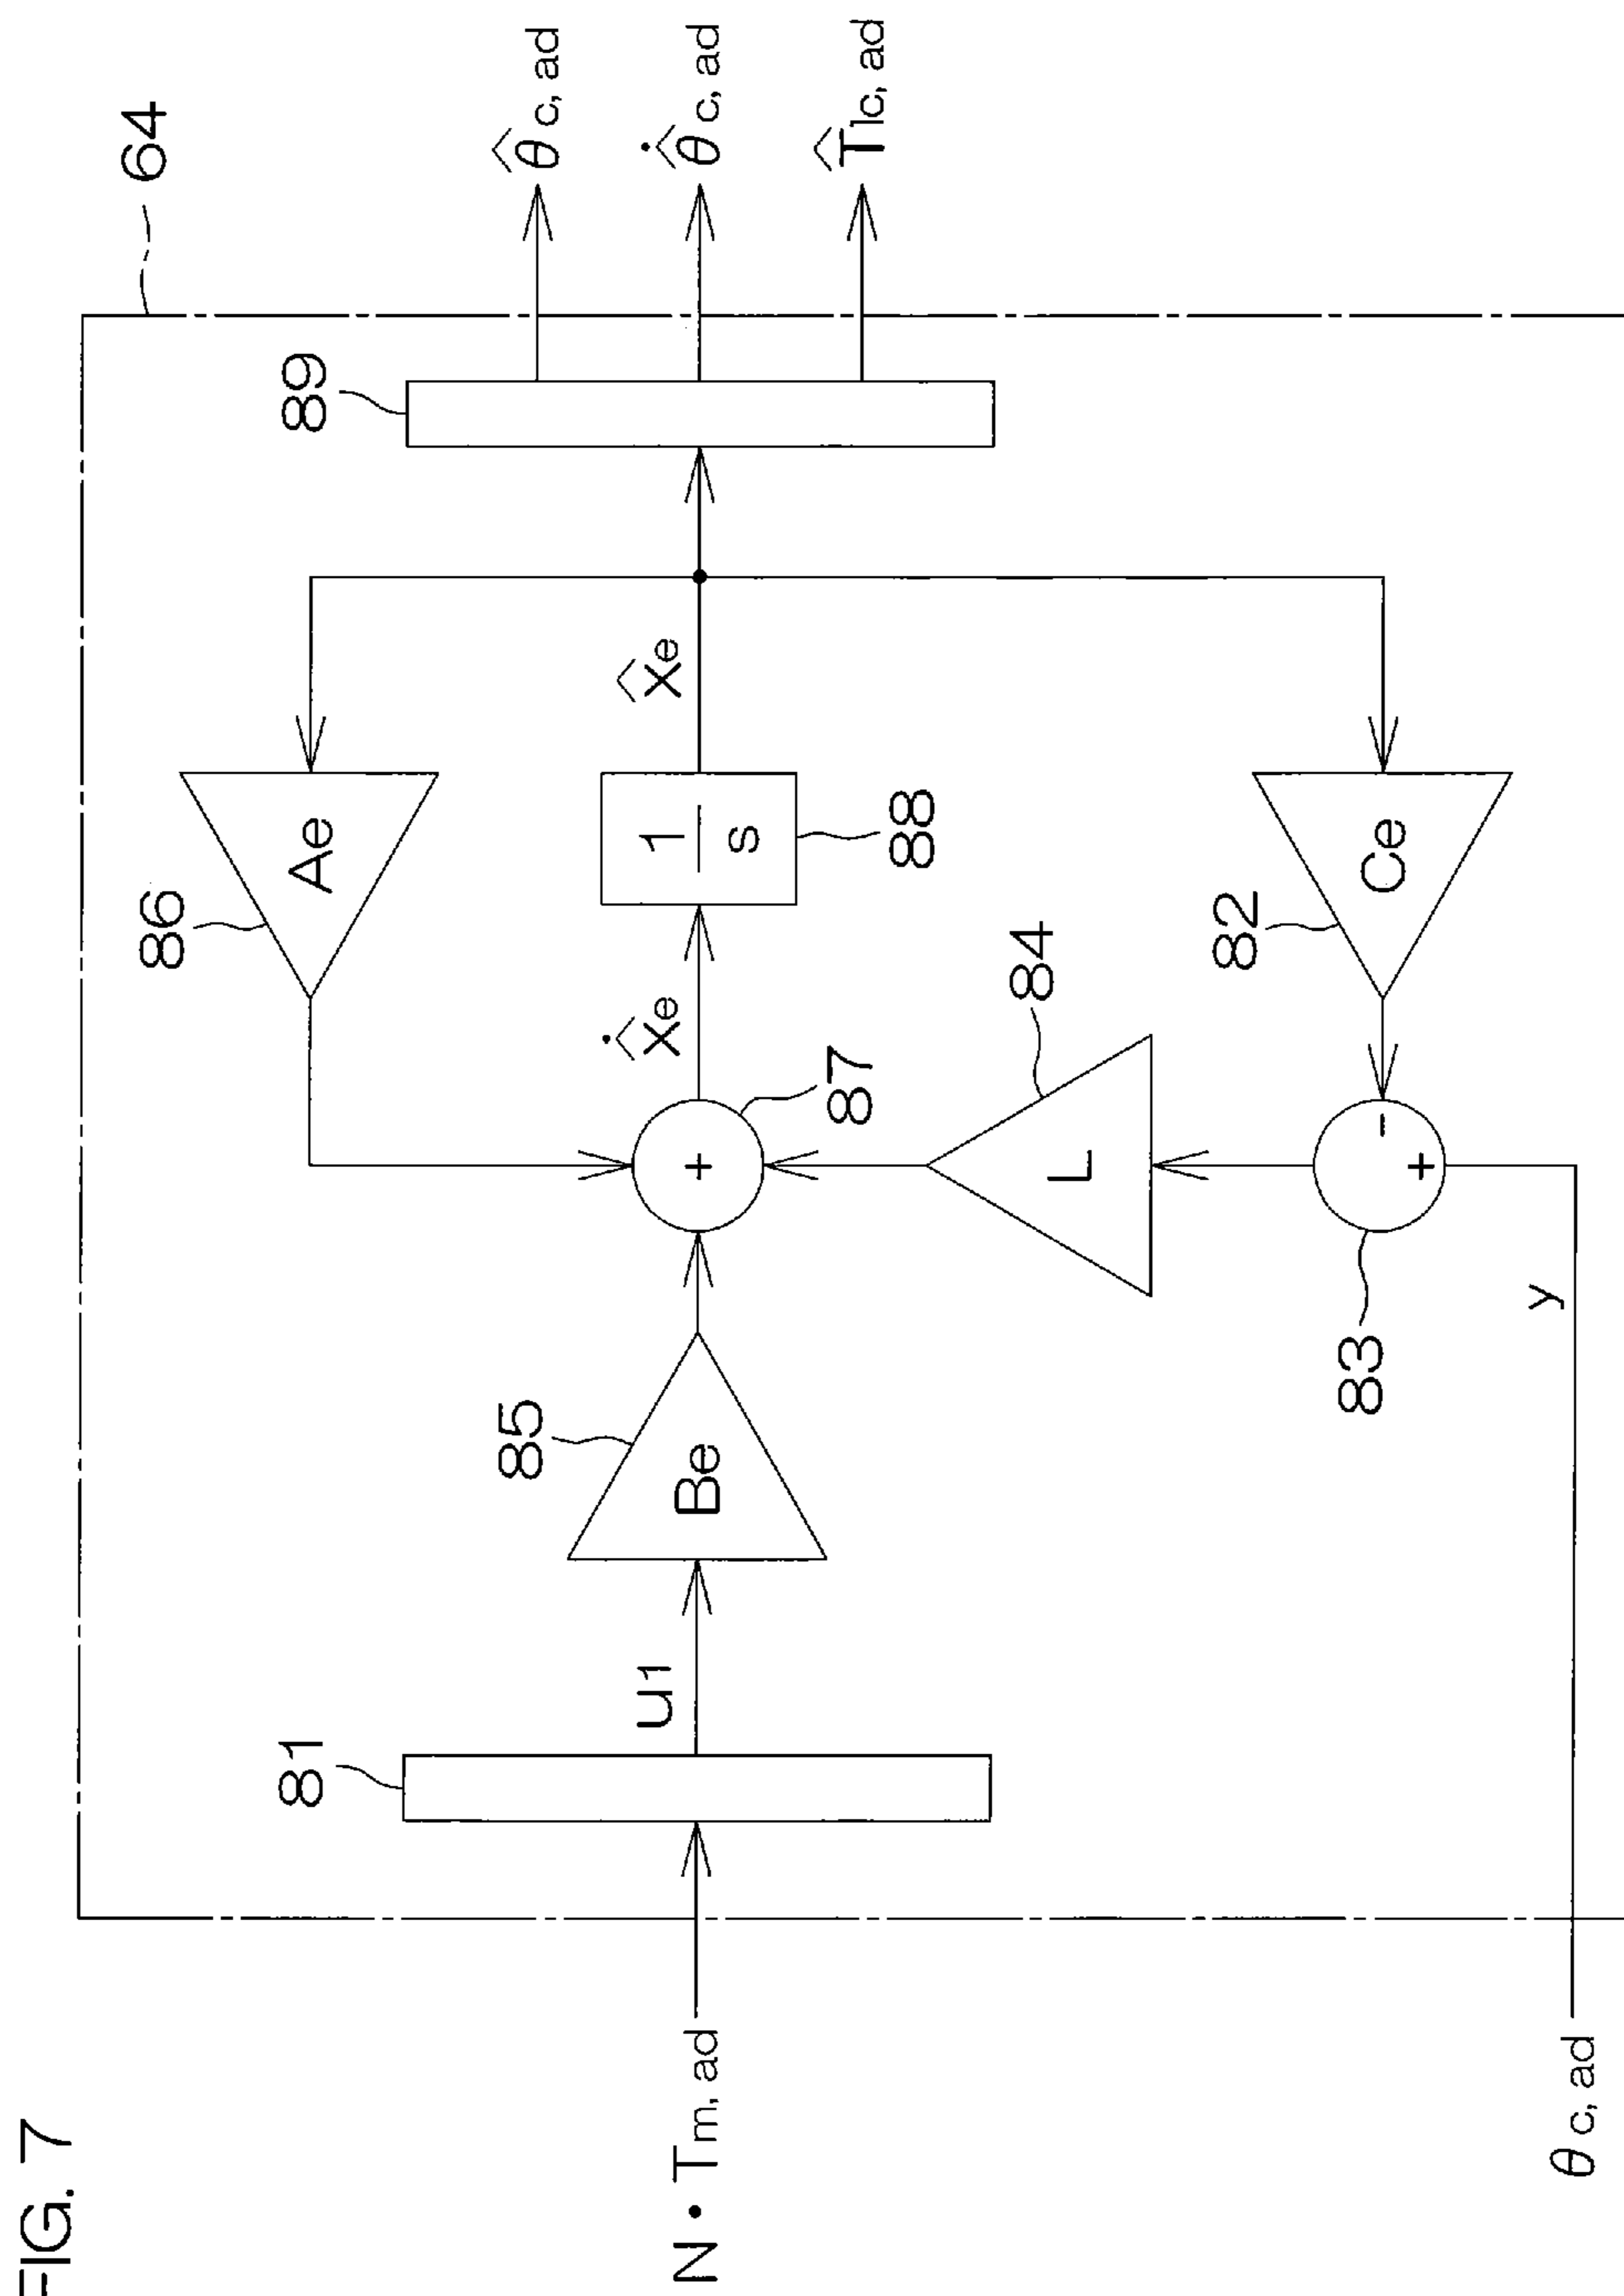 FIG. 7
64
81
u1
85
Be
86
Ae
87
+
x̂̇e
88
1
s
x̂e
89
θ̂ c, ad
θ̂̇ c, ad
T̂lc, ad
84
L
82
Ce
83
-
+
y
N • Tm, ad
θ c, ad